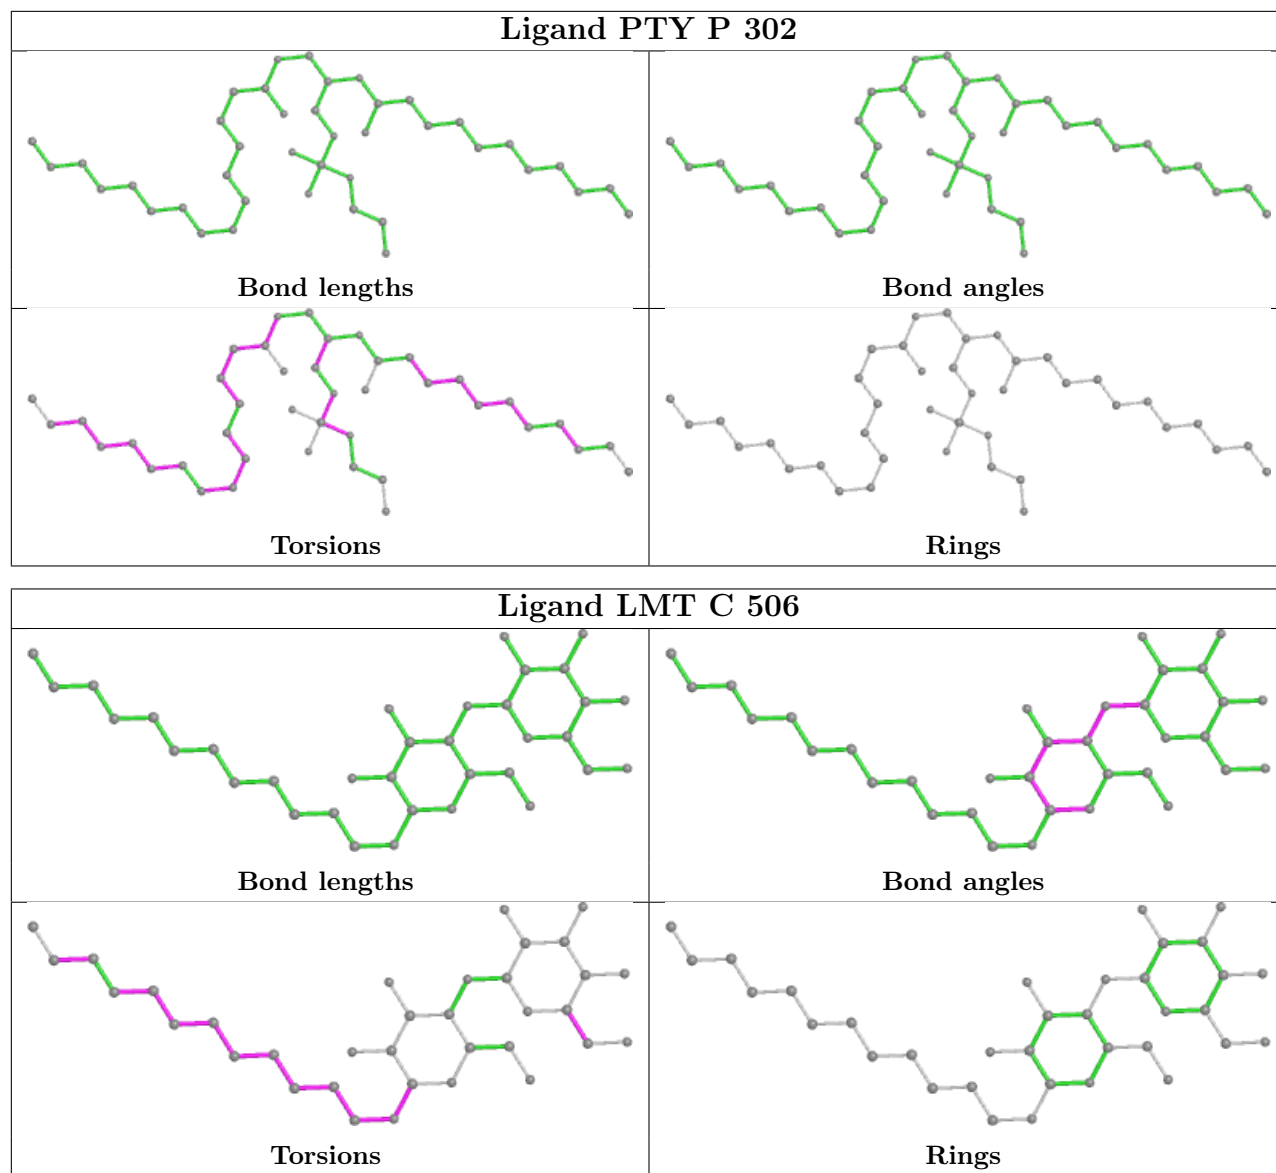 Ligand PTY P 302
Bond lengths
Bond angles
Torsions
Rings
Ligand LMT C 506
Bond lengths
Bond angles
Torsions
Rings